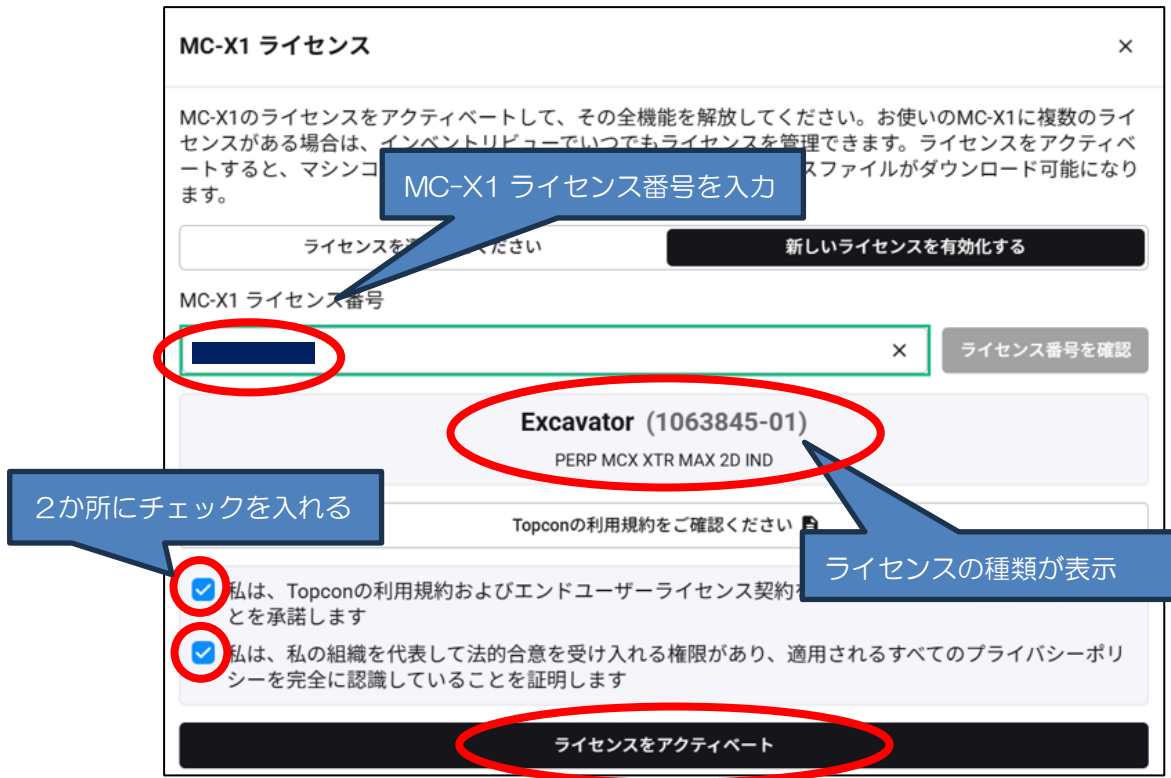 MC-X1 ライセンス
MC-X1のライセンスをアクティベートして、その全機能を解放してください。お使いのMC-X1に複数のライ
センスがある場合は、インベントリビューでいつでもライセンスを管理できます。ライセンスをアクティベ
ートすると、マシンコ スファイルがダウンロード可能になり
ます。
MC-X1 ライセンス番号を入力
ライセンスを ください
新しいライセンスを有効化する
MC-X1 ライセンス番号
ライセンス番号を確認
Excavator (1063845-01)
PERP MCX XTR MAX 2D IND
2か所にチェックを入れる
Topconの利用規約をご確認ください
ライセンスの種類が表示
私は、Topconの利用規約およびエンドユーザーライセンス契約
とを承諾します
私は、私の組織を代表して法的合意を受け入れる権限があり、適用されるすべてのプライバシーポリ
シーを完全に認識していることを証明します
ライセンスをアクティベート